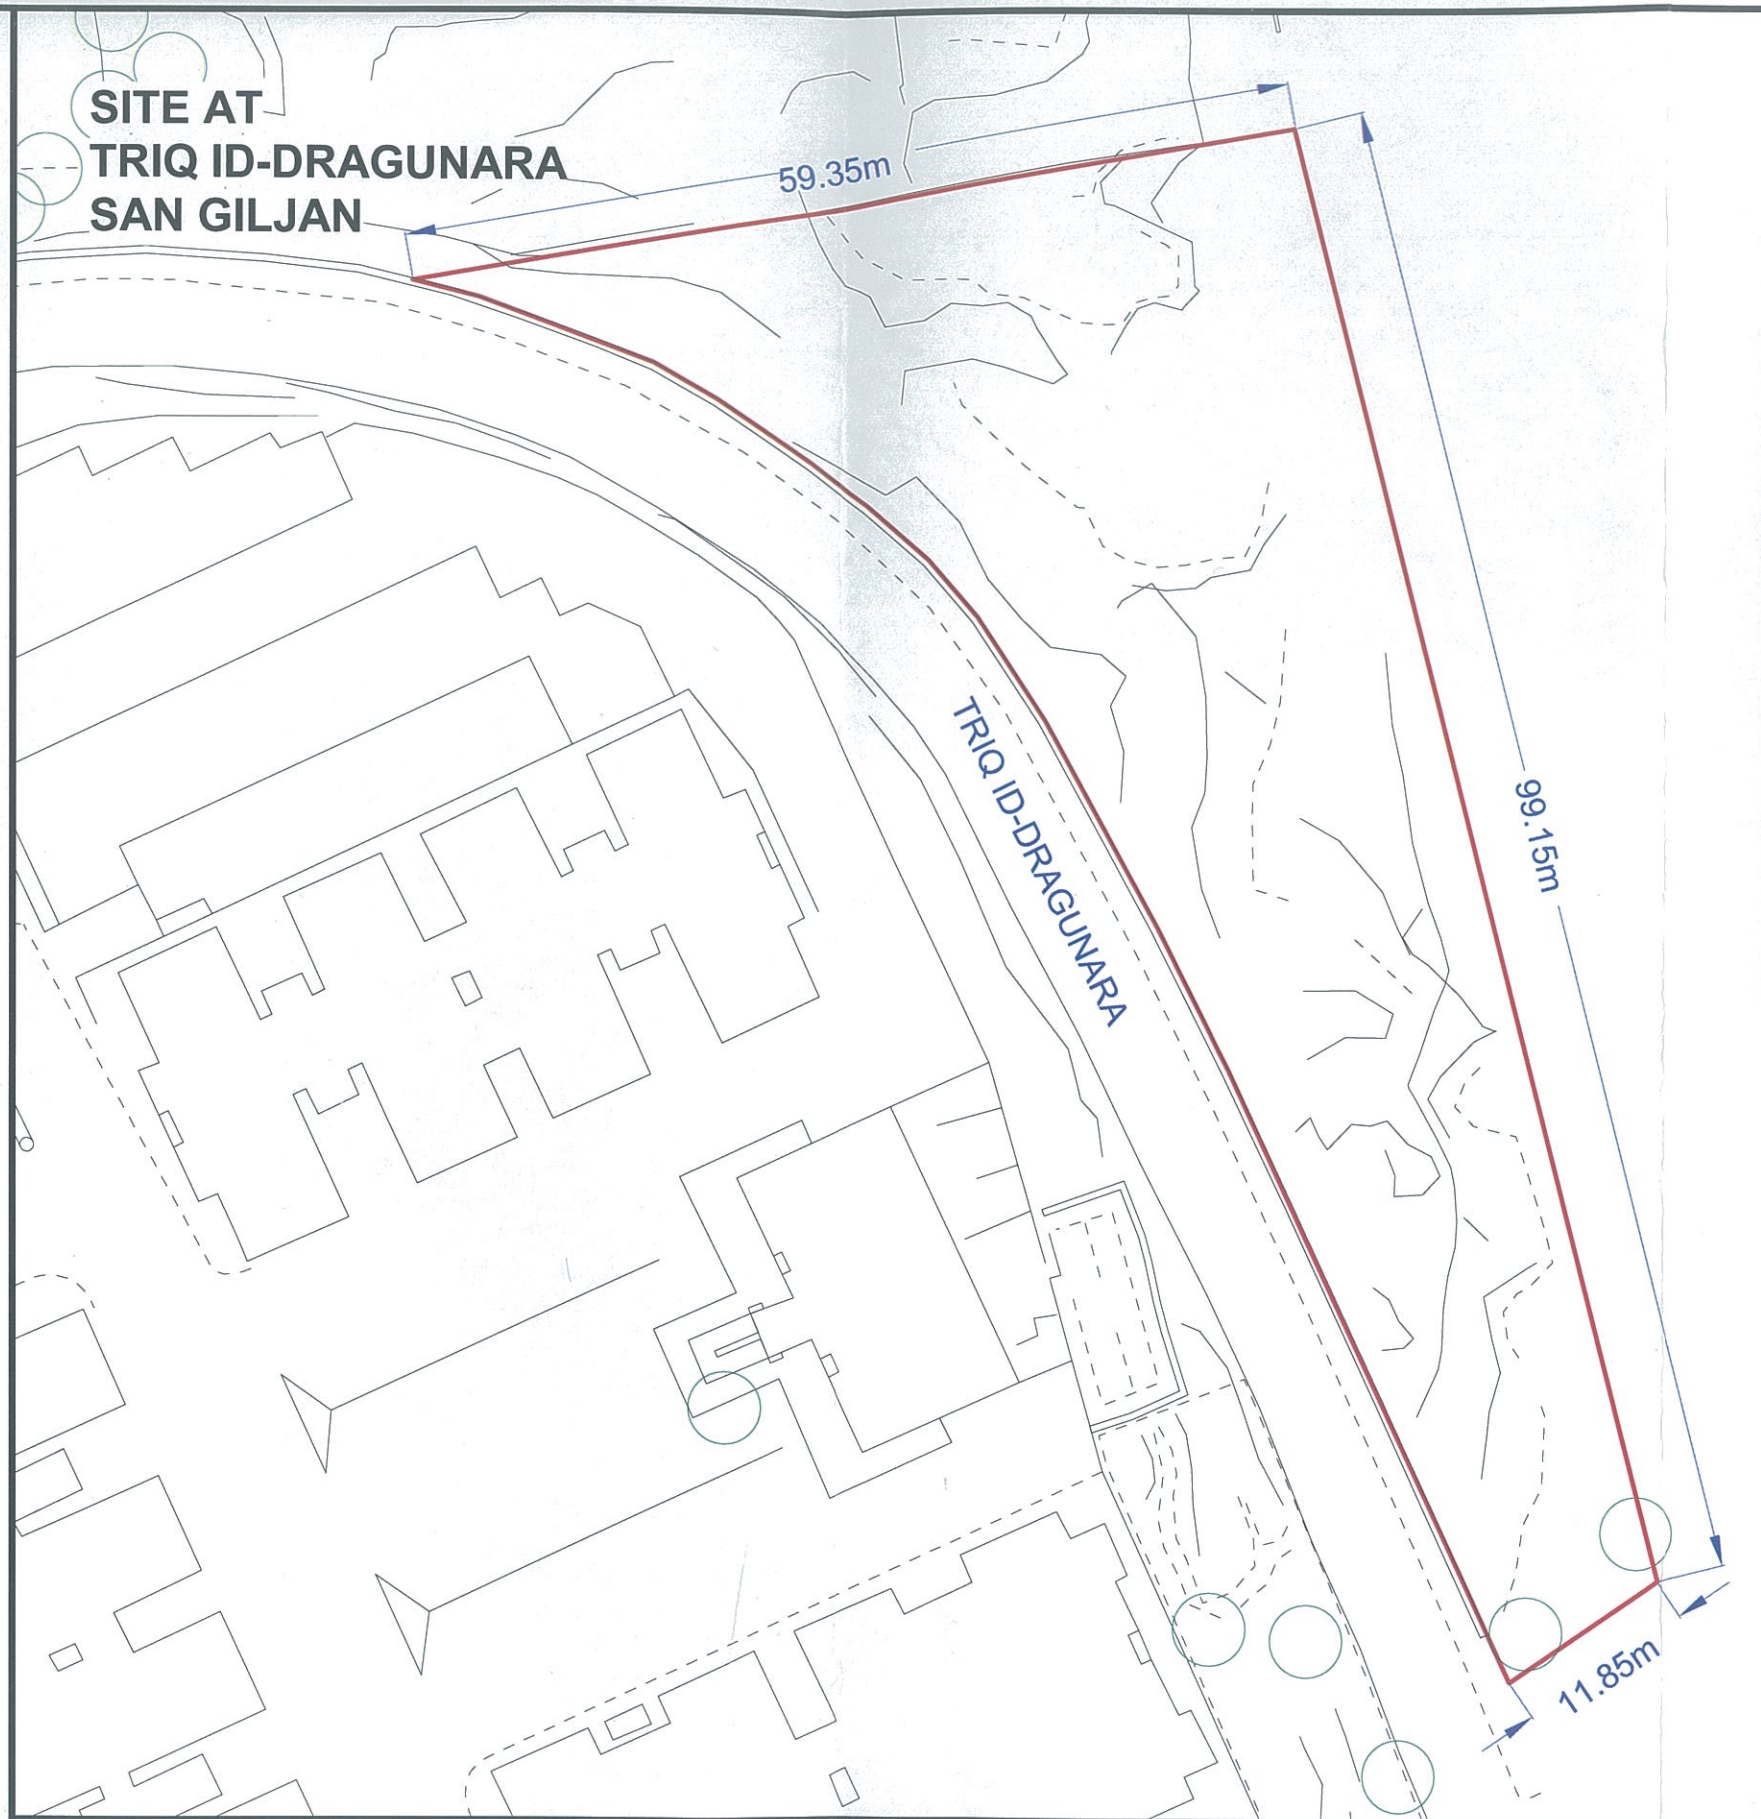 SITE AT
TRIQ ID-DRAGUNARA
SAN GILJAN
59.35m
99.15m
TRIQ ID-DRAGUNARA
11.85m